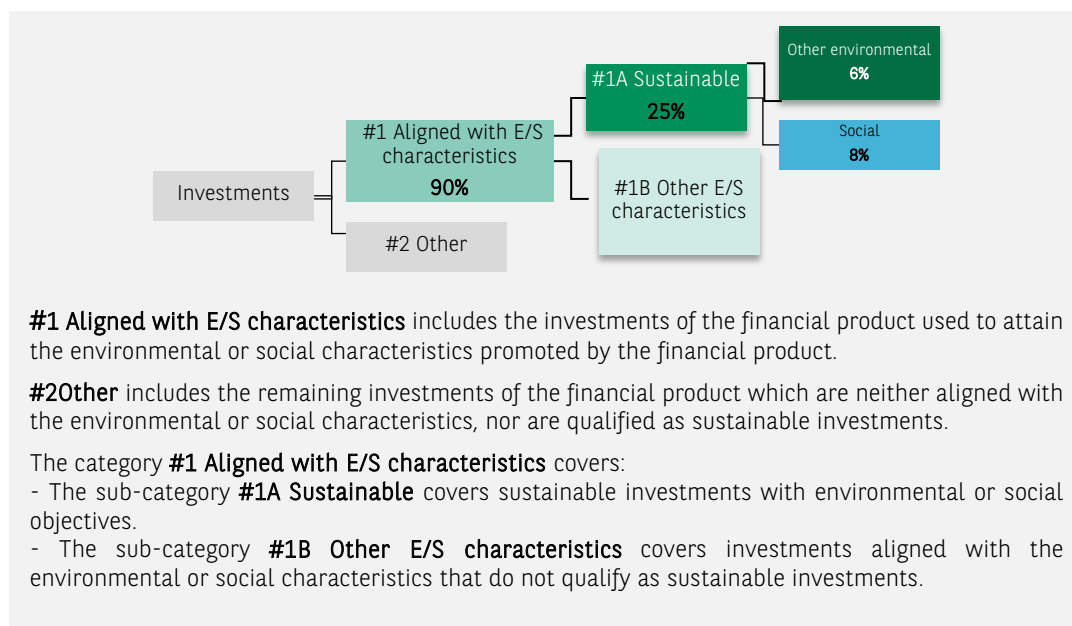 Other environmental
6%
#1A Sustainable
25%
Social
8%
#1 Aligned with E/S
characteristics
90%
#1B Other E/S
characteristics
Investments
#2 Other
#1 Aligned with E/S characteristics includes the investments of the financial product used to attain
the environmental or social characteristics promoted by the financial product.
#2Other includes the remaining investments of the financial product which are neither aligned with
the environmental or social characteristics, nor are qualified as sustainable investments.
The category #1 Aligned with E/S characteristics covers:
- The sub-category #1A Sustainable covers sustainable investments with environmental or social
objectives.
- The sub-category #1B Other E/S characteristics covers investments aligned with the
environmental or social characteristics that do not qualify as sustainable investments.